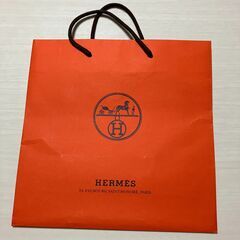 H
HERMES
24, FAUBOURG SAINT-HONORÉ, PARIS